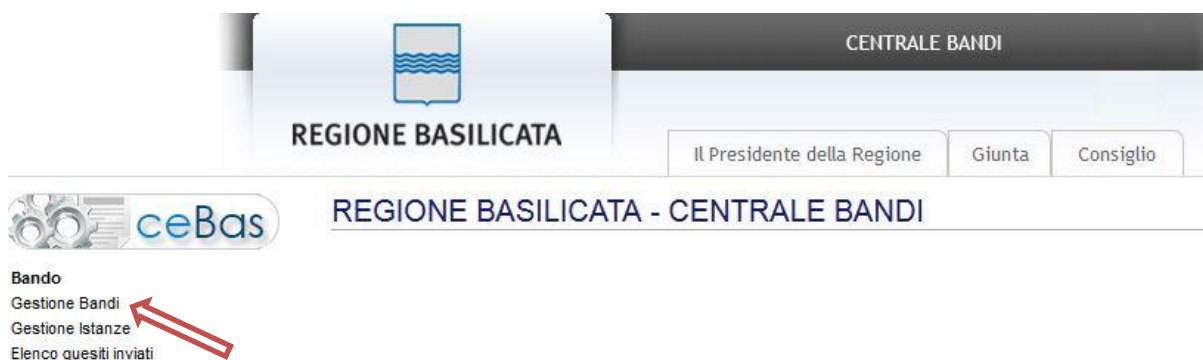 CENTRALE BANDI
REGIONE BASILICATA
Il Presidente della Regione Giunta Consiglio
ceBas
REGIONE BASILICATA - CENTRALE BANDI
Bando
Gestione Bandi
Gestione Istanze
Elenco quesiti inviati